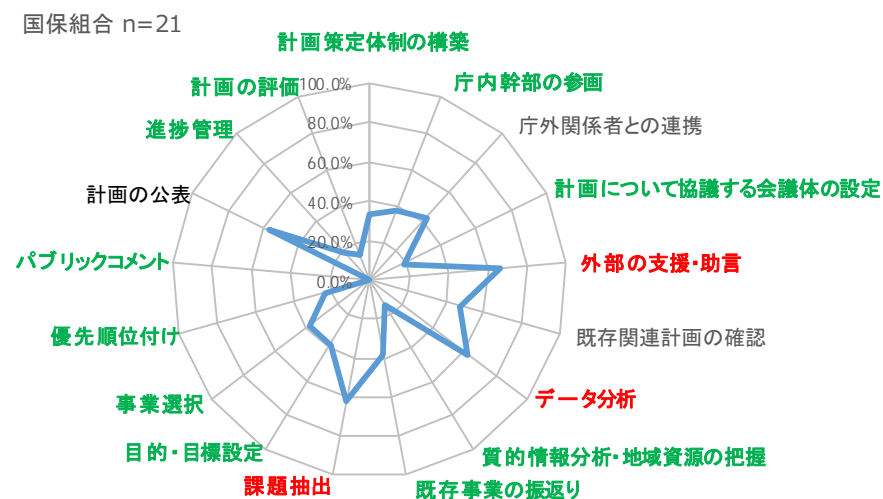 国保組合 n=21
計画策定体制の構築
庁内幹部の参画
庁外関係者との連携
計画について協議する会議体の設定
外部の支援・助言
既存関連計画の確認
データ分析
質的情報分析・地域資源の把握
既存事業の振返り
課題抽出
目的・目標設定
事業選択
優先順位付け
パブリックコメント
計画の公表
進捗管理
計画の評価
100.0%
80.0%
60.0%
40.0%
20.0%
0.0%